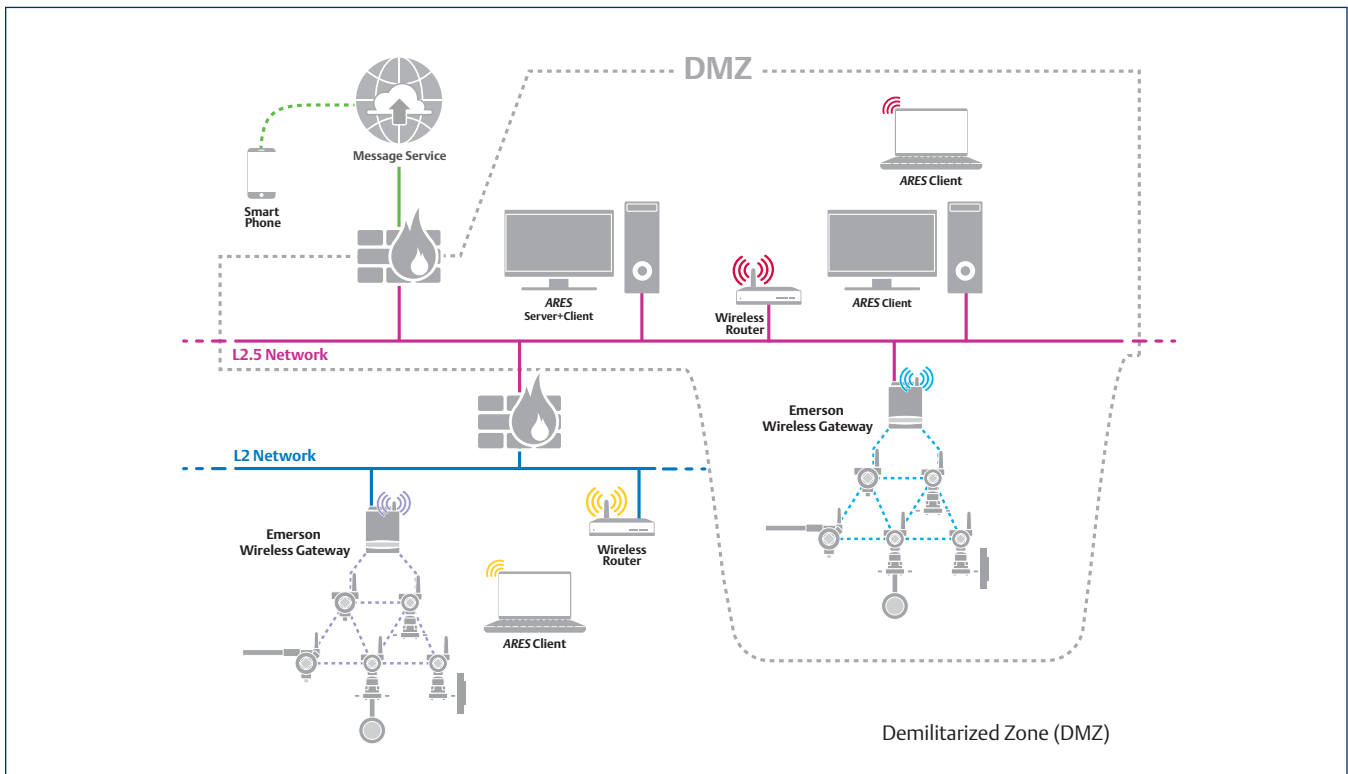 DMZ
Message Service
Smart
Phone
ARES Client
ARES
Server+Client
Wireless
Router
ARES Client
L2.5 Network
Emerson
Wireless Gateway
L2 Network
Emerson
Wireless Gateway
Wireless
Router
ARES Client
Demilitarized Zone (DMZ)